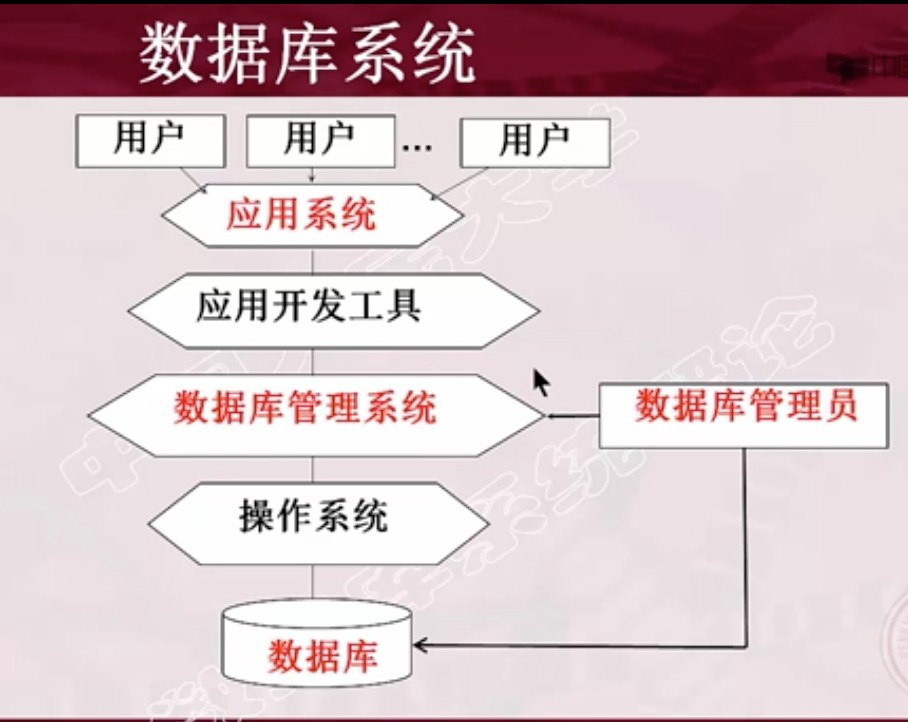 数据库系统
用户 用户 ... 用户
应用系统
应用开发工具
数据库管理系统 数据库管理员
操作系统
数据库